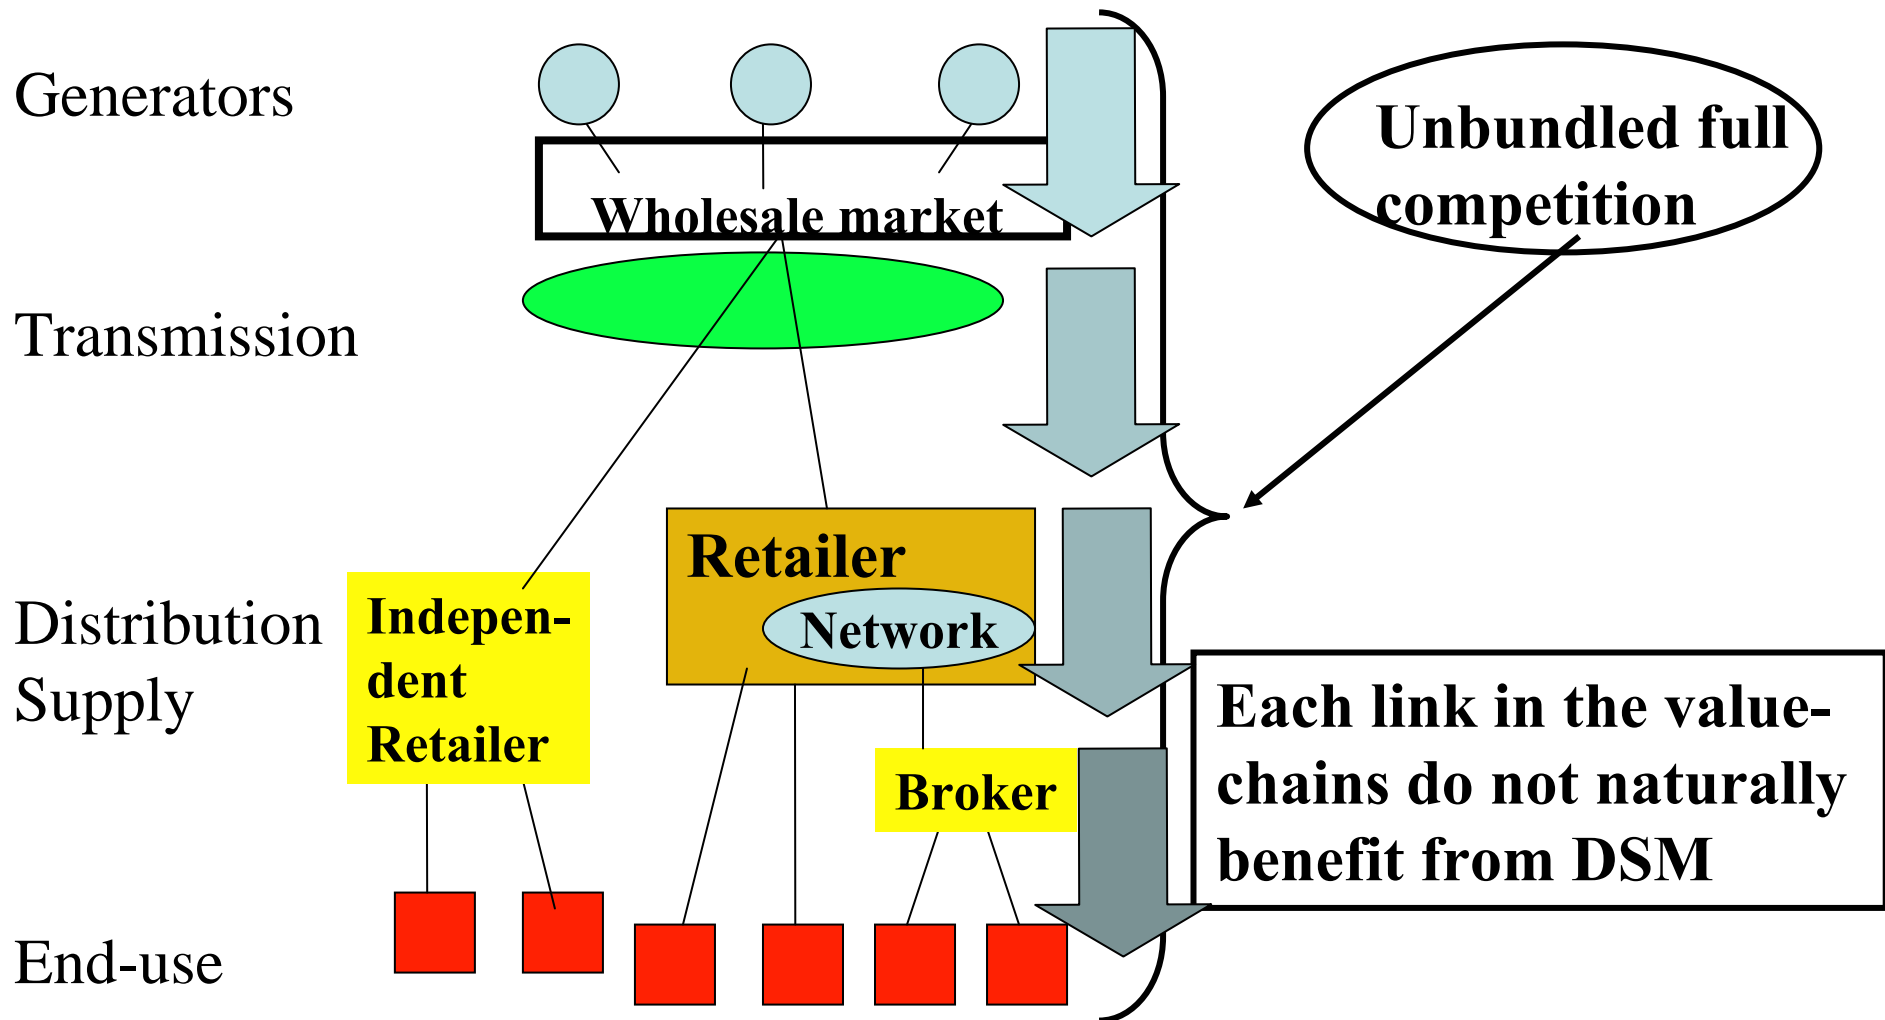 Generators
Wholesale market
Unbundled full
competition
Transmission
Retailer
Network
Indepen-
dent
Retailer
Distribution
Supply
Broker
Each link in the value-
chains do not naturally
benefit from DSM
End-use